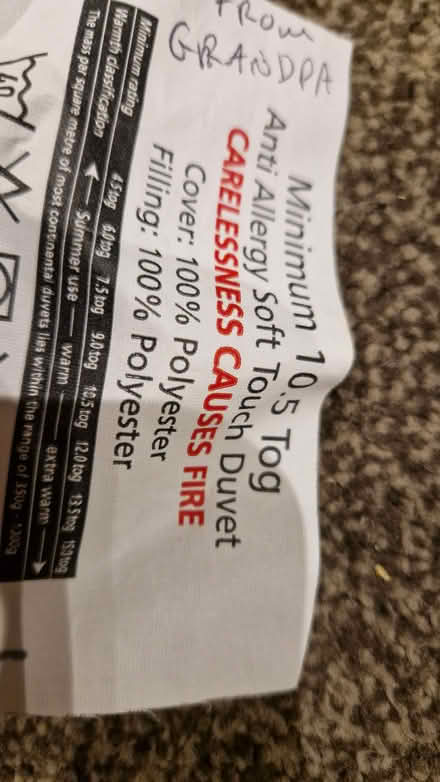 FROM
GRANDPA
Minimum 10.5 Tog
Anti Allergy Soft Touch Duvet
CARELESSNESS CAUSES FIRE
Cover: 100% Polyester
Filling: 100% Polyester
Minimum rating 4.5 tog 6.0 tog 7.5 tog 9.0 tog 10.5 tog 12.0 tog 13.5 tog 15.0 tog
Warmth classification ← Summer use — warm — extra warm →
The mass per square metre of most continental duvets lies within the range of 350g
40